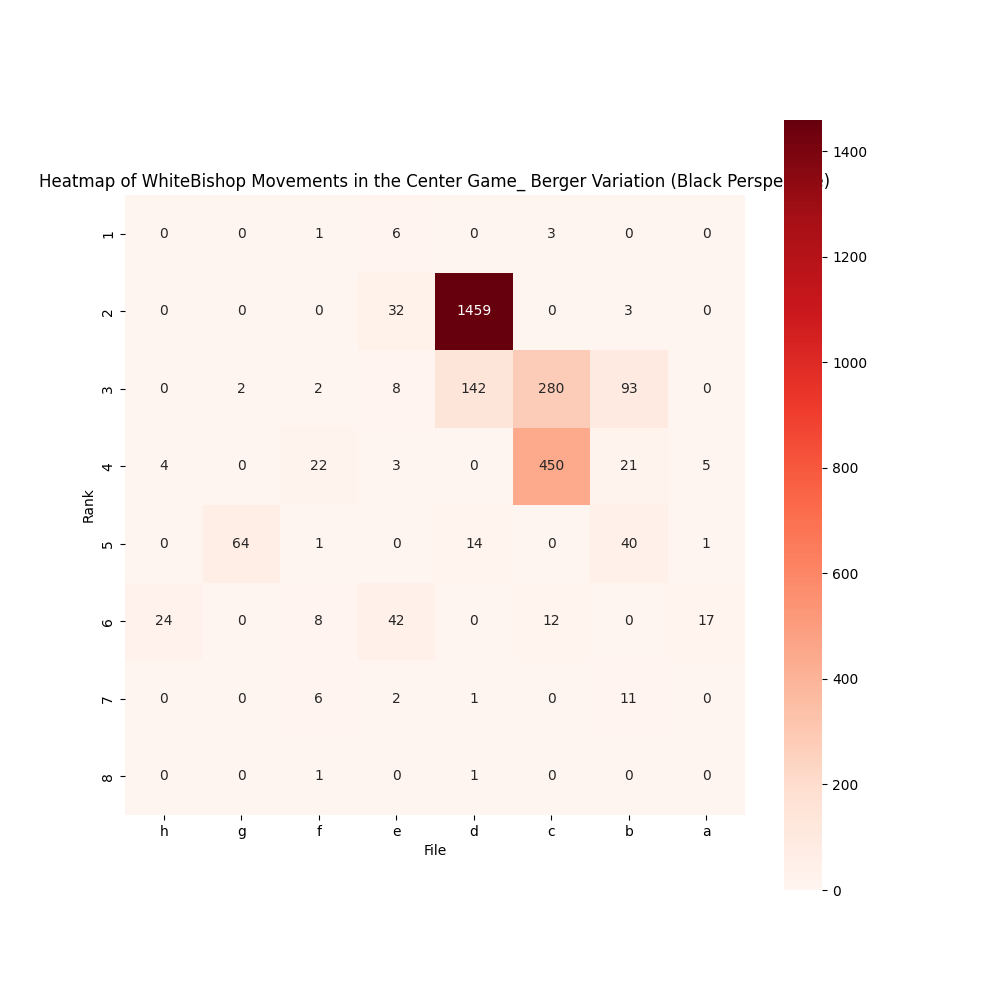 Heatmap of WhiteBishop Movements in the Center Game_ Berger Variation (Black Perspe    e)
1 0 0 1 6 0 3 0 0
2 0 0 0 32 1459 0 3 0
3 0 2 2 8 142 280 93 0
4 4 0 22 3 0 450 21 5
5 0 64 1 0 14 0 40 1
6 24 0 8 42 0 12 0 17
7 0 0 6 2 1 0 11 0
8 0 0 1 0 1 0 0 0
h g f e d c b a
File
Rank
1400
1200
1000
800
600
400
200
0